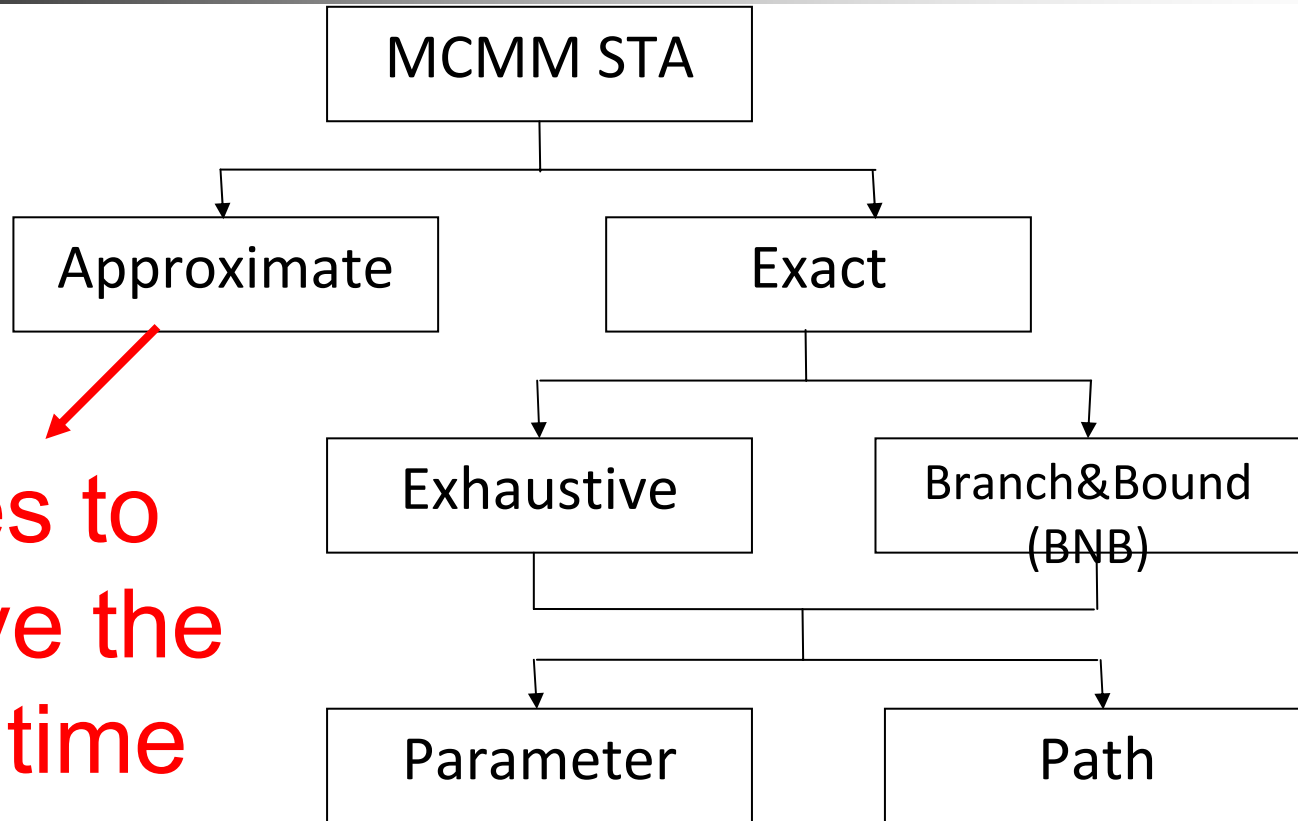 MCMM STA
Approximate
Exact
Exhaustive
Branch&Bound
(BNB)
es to
ve the
time
Parameter
Path